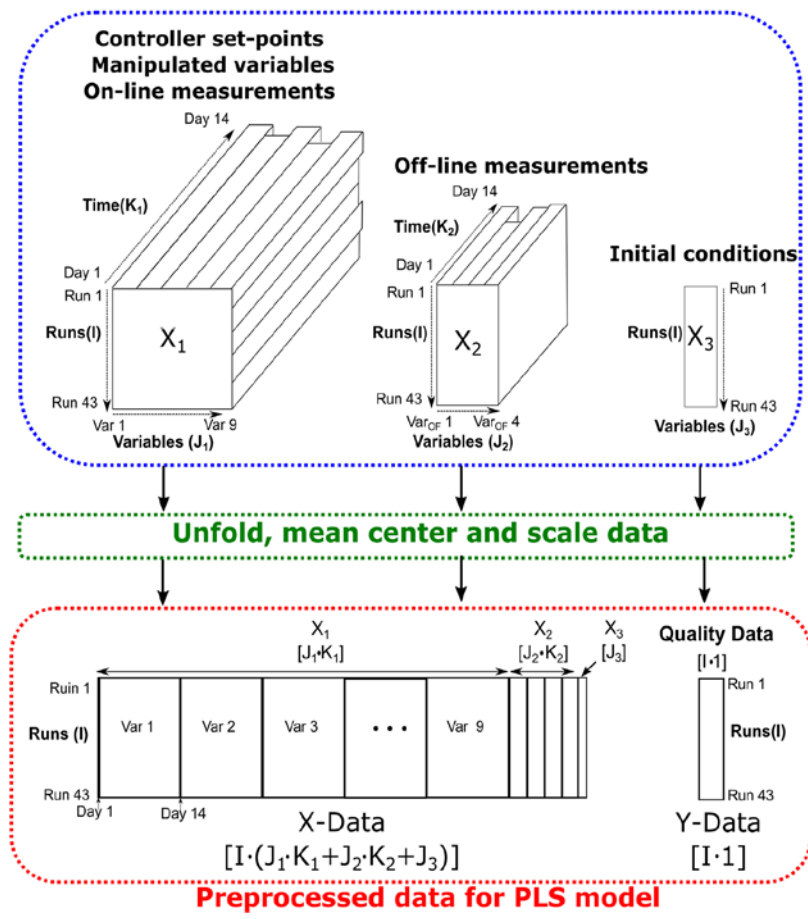 Controller set-points
Manipulated variables
On-line measurements
Day 14
Time(K₁)
Day 1
Run 1
Runs(I)
X₁
Run 43
Var 1
Var 9
Variables (J₁)
Off-line measurements
Day 14
Time(K₂)
Day 1
Run 1
Runs(I)
X₂
Run 43
Var_OF 1
Var_OF 4
Variables (J₂)
Initial conditions
Run 1
Runs(I)
X₃
Run 43
Variables (J₃)
Unfold, mean center and scale data
X₁
[J₁·K₁]
X₂
[J₂·K₂]
X₃
[J₃]
Ruin 1
Runs (I)
Run 43
Var 1
Var 2
Var 3
• • •
Var 9
Day 1
Day 14
X-Data
[I·(J₁·K₁+J₂·K₂+J₃)]
Quality Data
[I·1]
Run 1
Runs(I)
Run 43
Y-Data
[I·1]
Preprocessed data for PLS model